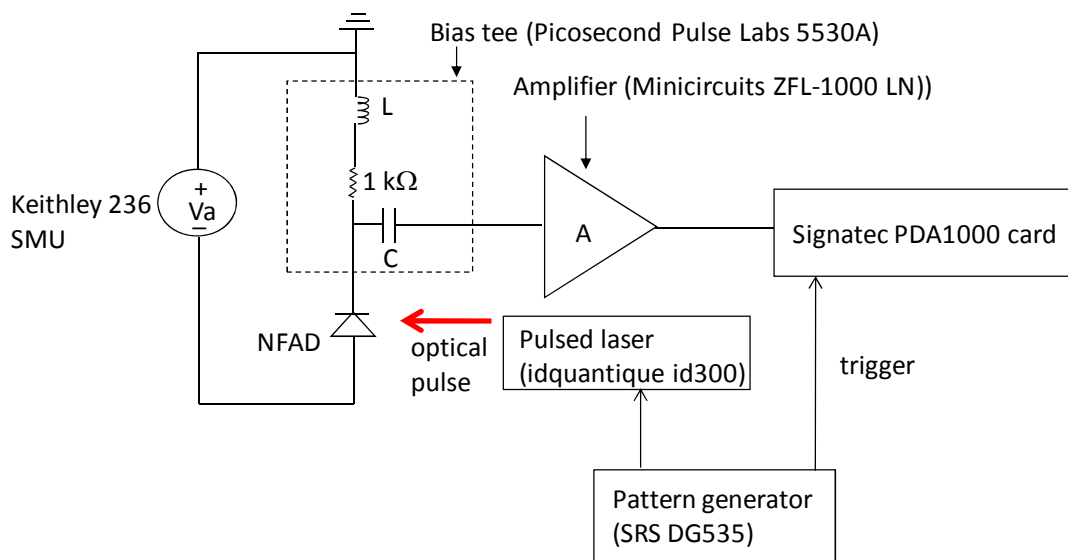 Bias tee (Picosecond Pulse Labs 5530A)
Amplifier (Minicircuits ZFL-1000 LN))
L
1 kΩ
Keithley 236
SMU
+
Va
−
C
A
Signatec PDA1000 card
NFAD
optical
pulse
Pulsed laser
(idquantique id300)
trigger
Pattern generator
(SRS DG535)